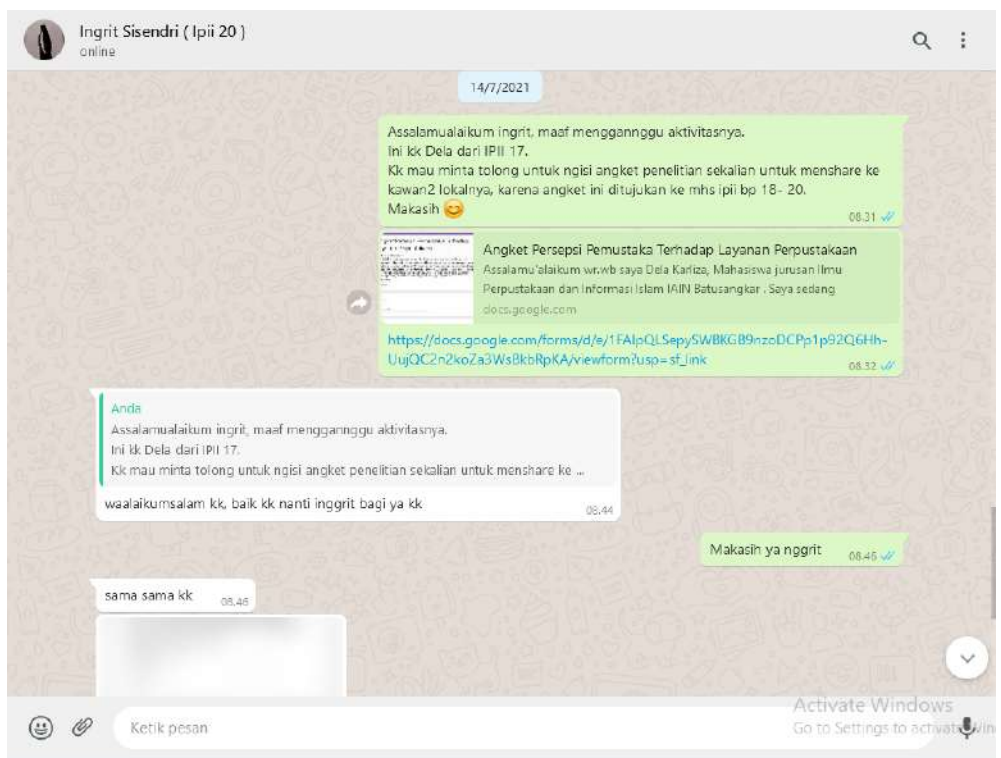 Ingrit Sisendri ( Ipii 20 )
online
14/7/2021
Assalamualaikum ingrit, maaf menggannggu aktivitasnya.
Ini kk Dela dari IPII 17.
Kk mau minta tolong untuk ngisi angket penelitian sekalian untuk menshare ke
kawan2 lokalnya, karena angket ini ditujukan ke mhs ipii bp 18- 20.
Makasih 😊
08.31
Angket Persepsi Pemustaka Terhadap Layanan Perpustakaan
Assalamu'alaikum wr.wb saya Dela Karliza, Mahasiswa jurusan Ilmu
Perpustakaan dan Informasi Islam IAIN Batusangkar . Saya sedang
docs.google.com
https://docs.google.com/forms/d/e/1FAIpQLSepySWBKGB9nzoDCPp1p92Q6Hh-
UujQC2n2koZa3WsBkbRpKA/viewform?usp=sf_link
08.32
Anda
Assalamualaikum ingrit, maaf menggannggu aktivitasnya.
Ini kk Dela dari IPII 17.
Kk mau minta tolong untuk ngisi angket penelitian sekalian untuk menshare ke ...
waalaikumsalam kk, baik kk nanti inggrit bagi ya kk
08.44
Makasih ya nggrit
08.46
sama sama kk
08.46
Ketik pesan
Activate Windows
Go to Settings to activate Win